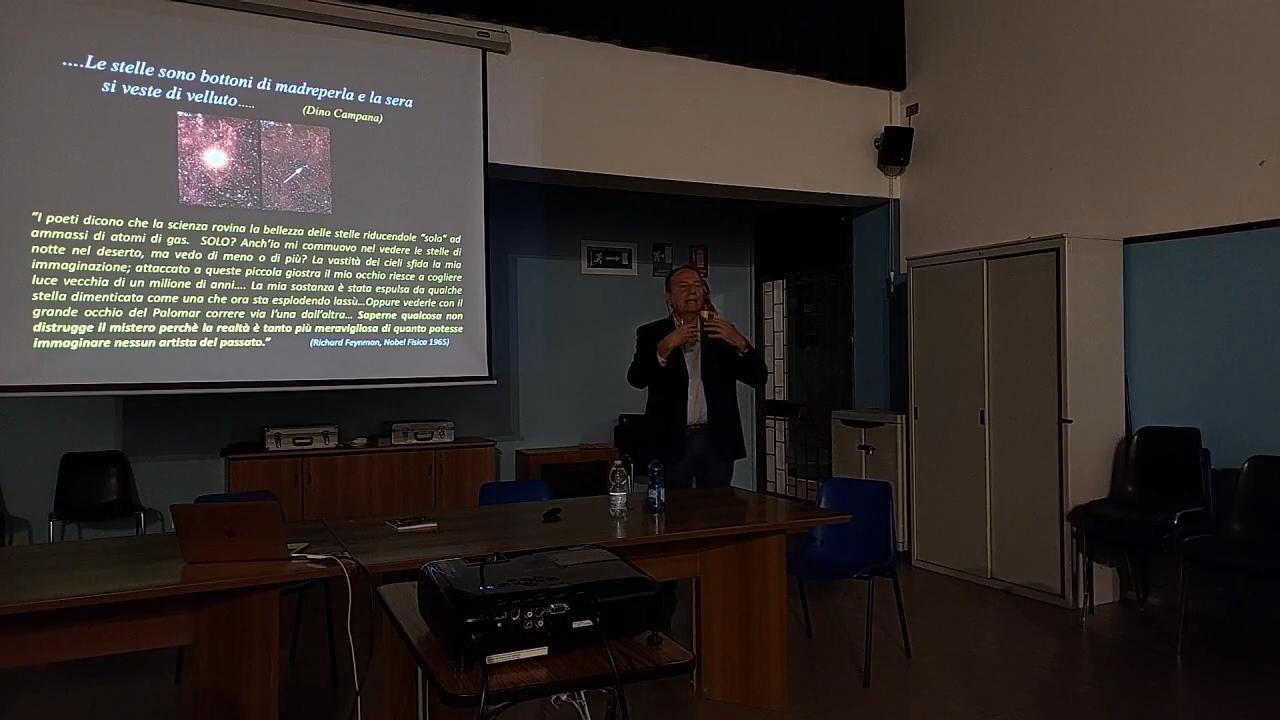 ....Le stelle sono bottoni di madreperla e la sera
si veste di velluto.....
(Dino Campana)
“I poeti dicono che la scienza rovina la bellezza delle stelle riducendole “solo” ad
ammassi di atomi di gas. SOLO? Anch’io mi commuovo nel vedere le stelle di
notte nel deserto, ma vedo di meno o di più? La vastità dei cieli sfida la mia
immaginazione; attaccato a queste piccola giostra il mio occhio riesce a cogliere
luce vecchia di un milione di anni.... La mia sostanza è stata espulsa da qualche
stella dimenticata come una che ora sta esplodendo lassù...Oppure vederle con il
grande occhio del Palomar correre via l’una dall’altra... Saperne qualcosa non
distrugge il mistero perchè la realtà è tanto più meravigliosa di quanto potesse
immaginare nessun artista del passato.”
(Richard Feynman, Nobel Fisica 1965)